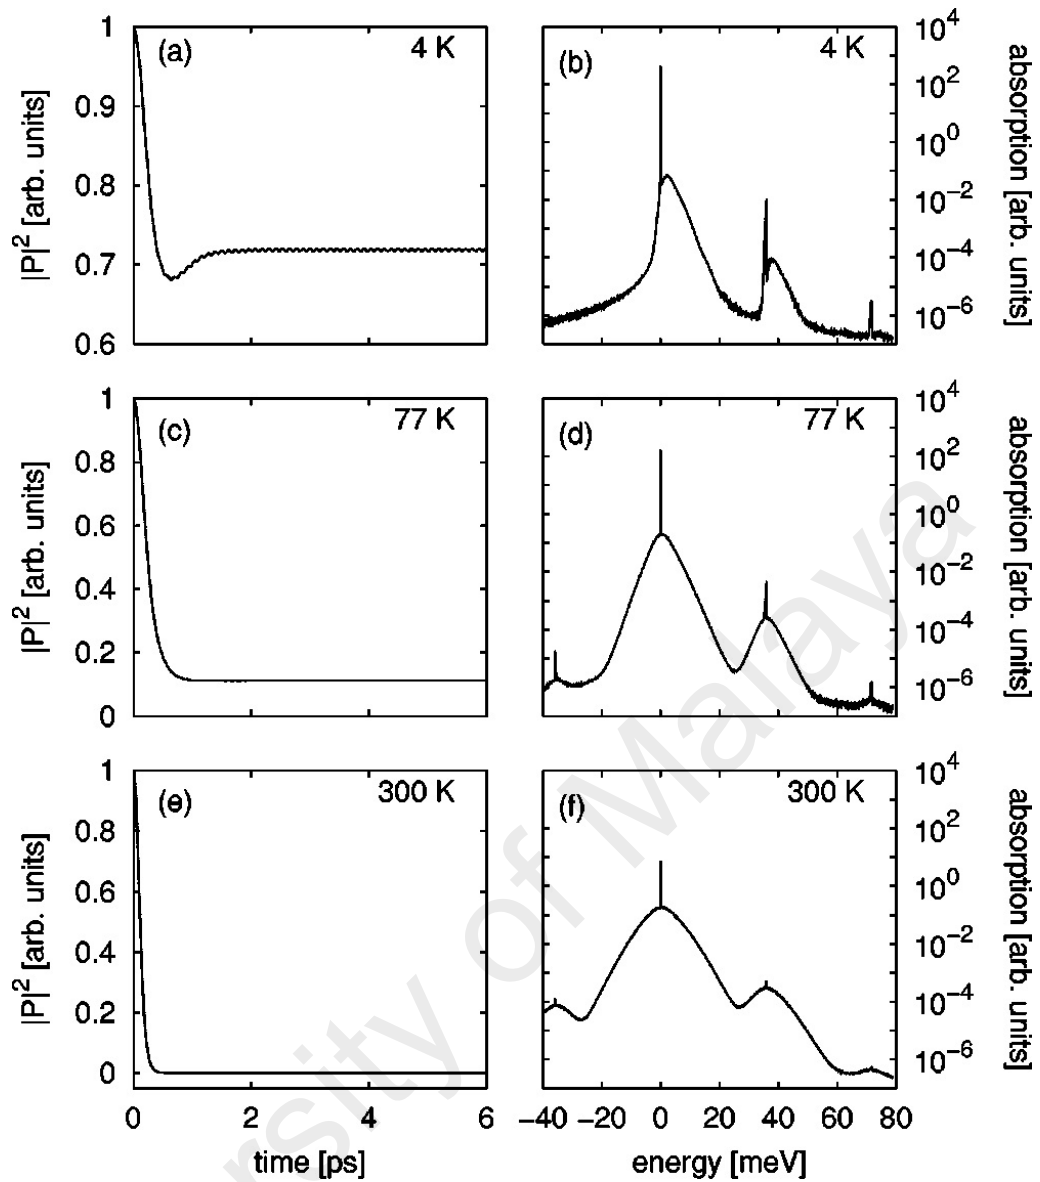 (a) 4 K
1
0.9
0.8
0.7
0.6
|P|² [arb. units]
(b) 4 K
10⁴
10²
10⁰
10⁻²
10⁻⁴
10⁻⁶
absorption [arb. units]
(c) 77 K
1
0.8
0.6
0.4
0.2
0
|P|² [arb. units]
(d) 77 K
10⁴
10²
10⁰
10⁻²
10⁻⁴
10⁻⁶
absorption [arb. units]
(e) 300 K
1
0.8
0.6
0.4
0.2
0
|P|² [arb. units]
0 2 4 6
time [ps]
(f) 300 K
10⁴
10²
10⁰
10⁻²
10⁻⁴
10⁻⁶
absorption [arb. units]
−40 −20 0 20 40 60 80
energy [meV]
rsity of Malaya